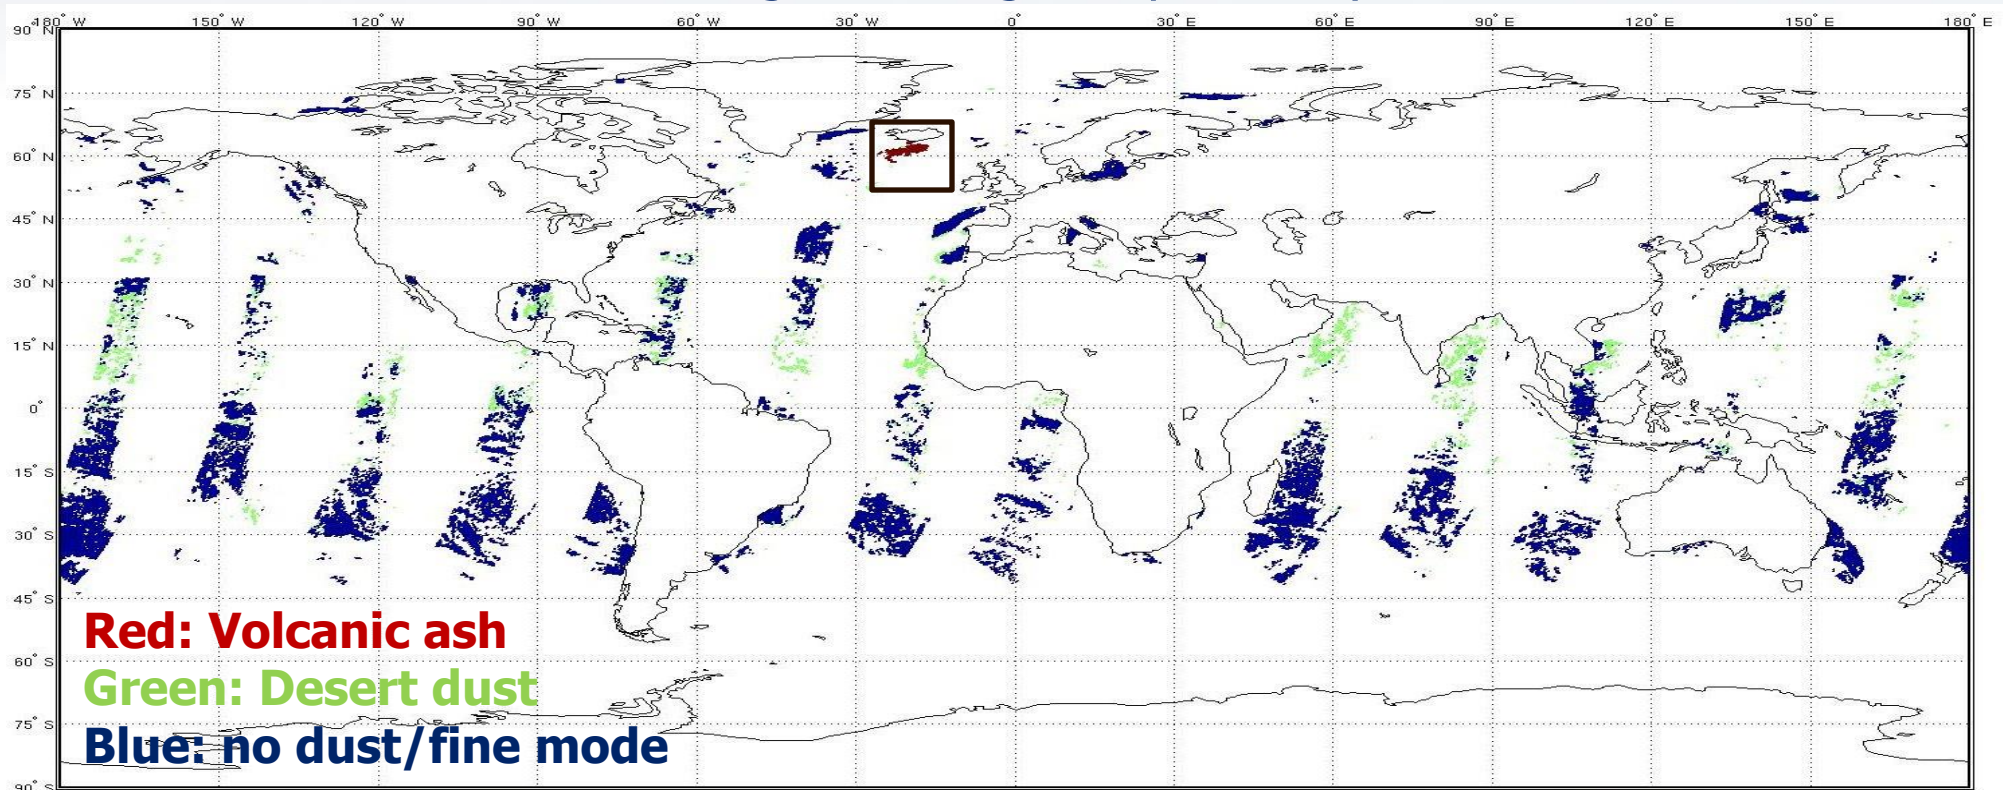 180° W 150° W 120° W 90° W 60° W 30° W 0° 30° E 60° E 90° E 120° E 150° E 180° E
90° N
75° N
60° N
45° N
30° N
15° N
0°
15° S
30° S
45° S
Red: Volcanic ash
60° S
Green: Desert dust
75° S
Blue: no dust/fine mode
90° S